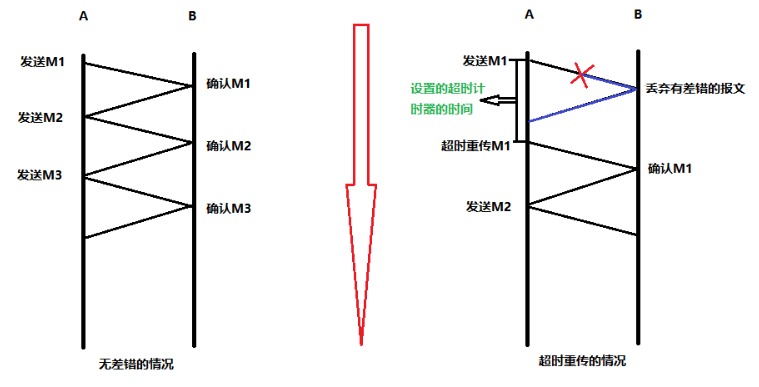 A
B
发送M1
确认M1
发送M2
确认M2
发送M3
确认M3
无差错的情况
A
B
发送M1
丢弃有差错的报文
设置的超时计
时器的时间
超时重传M1
确认M1
发送M2
超时重传的情况